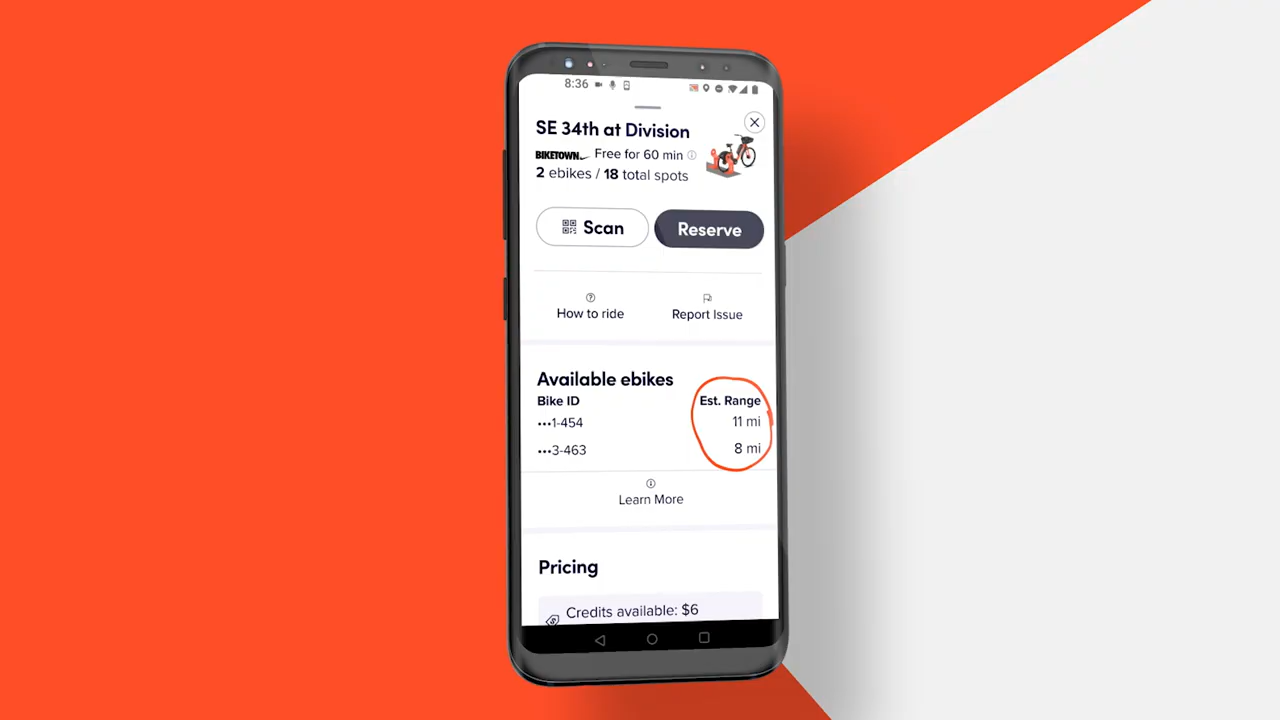 8:36
SE 34th at Division
BIKETOWN Free for 60 min
2 ebikes / 18 total spots
Scan
Reserve
How to ride
Report Issue
Available ebikes
Bike ID Est. Range
•••1-454 11 mi
•••3-463 8 mi
Learn More
Pricing
Credits available: $6